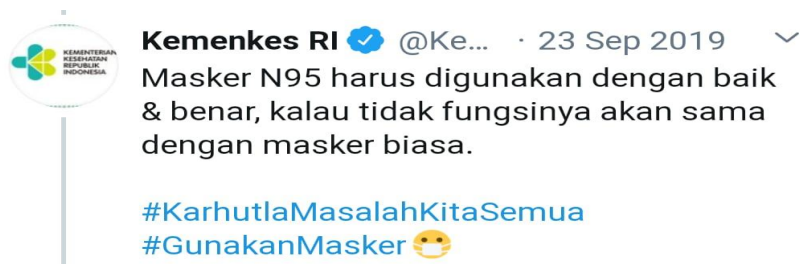 KEMENTERIAN
KESEHATAN
REPUBLIK
INDONESIA
Kemenkes RI @Ke... · 23 Sep 2019
Masker N95 harus digunakan dengan baik
& benar, kalau tidak fungsinya akan sama
dengan masker biasa.
#KarhutlaMasalahKitaSemua
#GunakanMasker 😷